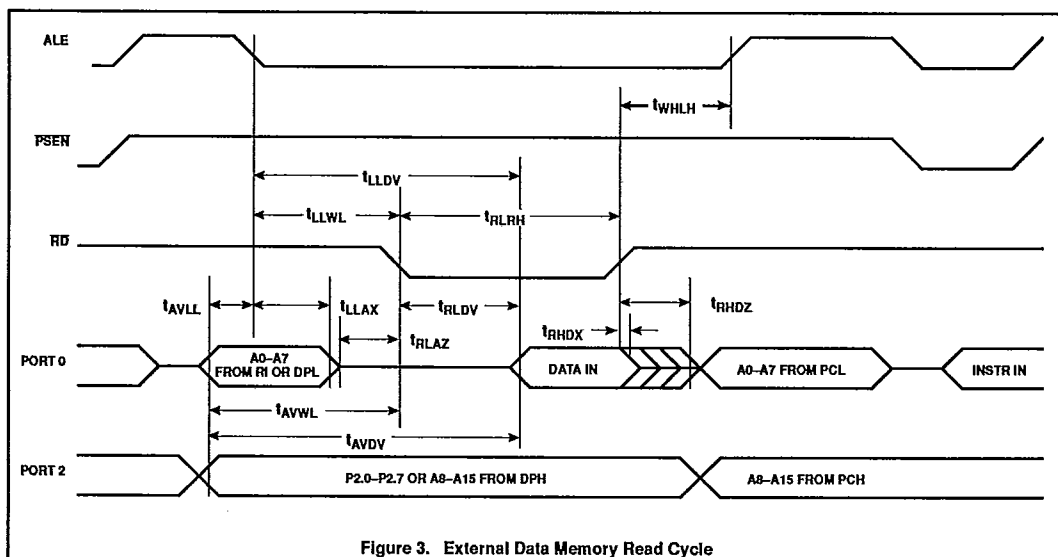 ALE
tWHLH
PSEN
tLLDV
tLLWL
tRLRH
RD
tAVLL
tLLAX
tRLDV
tRHDZ
tRLAZ
tRHDX
PORT 0
A0–A7
FROM RI OR DPL
DATA IN
A0–A7 FROM PCL
INSTR IN
tAVWL
tAVDV
PORT 2
P2.0–P2.7 OR A8–A15 FROM DPH
A8–A15 FROM PCH
Figure 3. External Data Memory Read Cycle